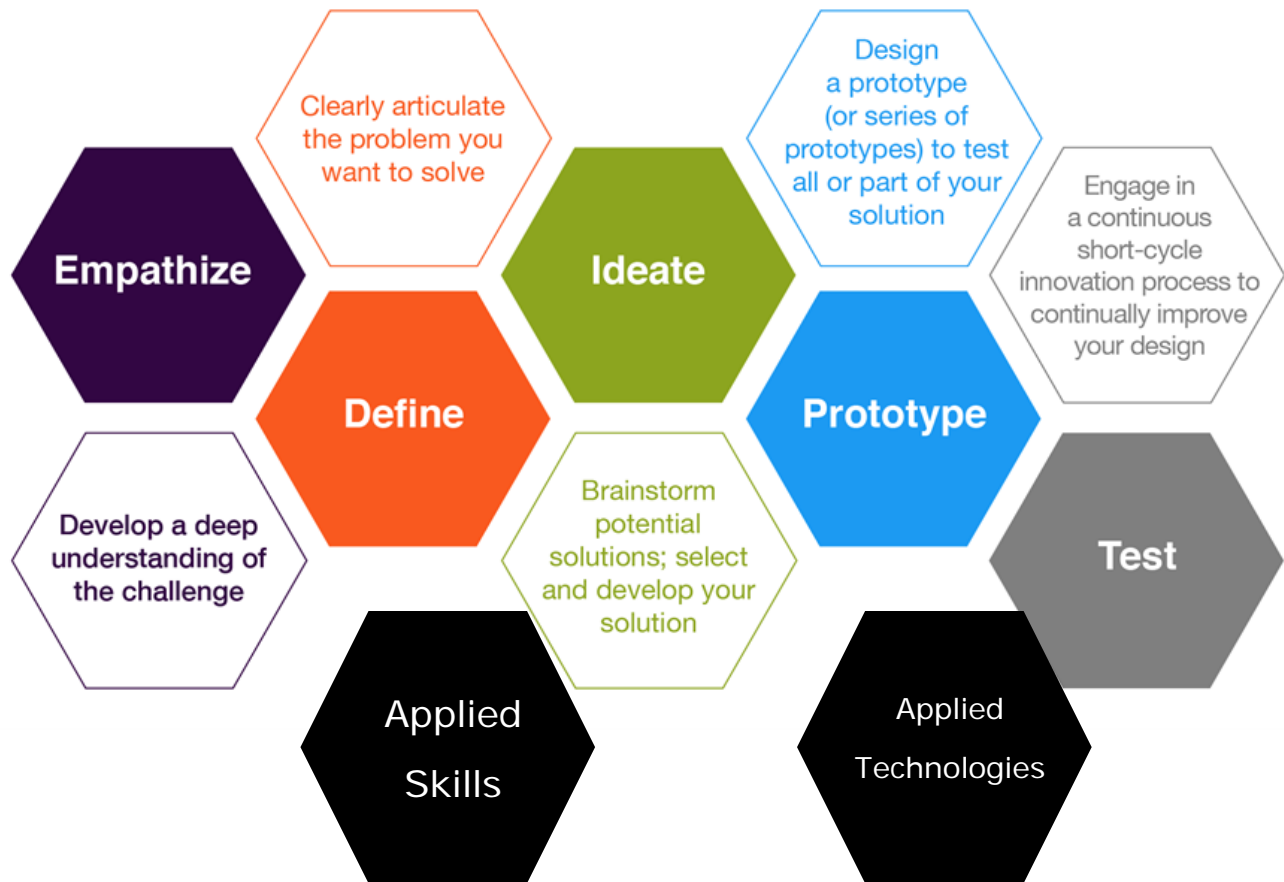 Empathize
Develop a deep
understanding of
the challenge
Clearly articulate
the problem you
want to solve
Define
Ideate
Brainstorm
potential
solutions; select
and develop your
solution
Design
a prototype
(or series of
prototypes) to test
all or part of your
solution
Prototype
Engage in
a continuous
short-cycle
innovation process to
continually improve
your design
Test
Applied
Skills
Applied
Technologies